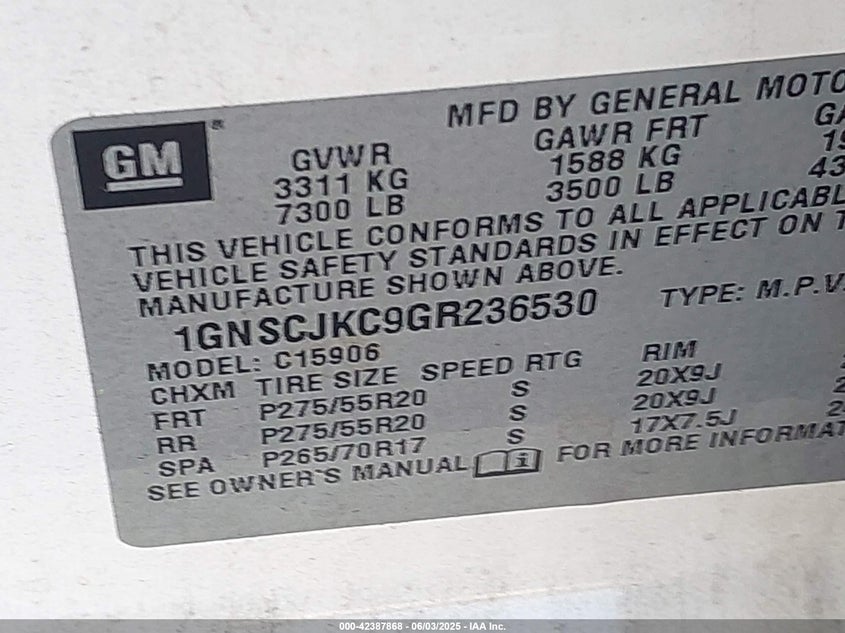 MFD BY GENERAL MOTO
GM
GVWR GAWR FRT GA
3311 KG 1588 KG 19
7300 LB 3500 LB 43
THIS VEHICLE CONFORMS TO ALL APPLICABL
VEHICLE SAFETY STANDARDS IN EFFECT ON T
MANUFACTURE SHOWN ABOVE.
1GNSCJKC9GR236530 TYPE: M.P.V.
MODEL: C15906
CHXM TIRE SIZE SPEED RTG RIM
FRT P275/55R20 S 20X9J
RR P275/55R20 S 20X9J
SPA P265/70R17 S 17X7.5J
SEE OWNER'S MANUAL FOR MORE INFORMAT
000-42387868 - 06/03/2025 - IAA Inc.